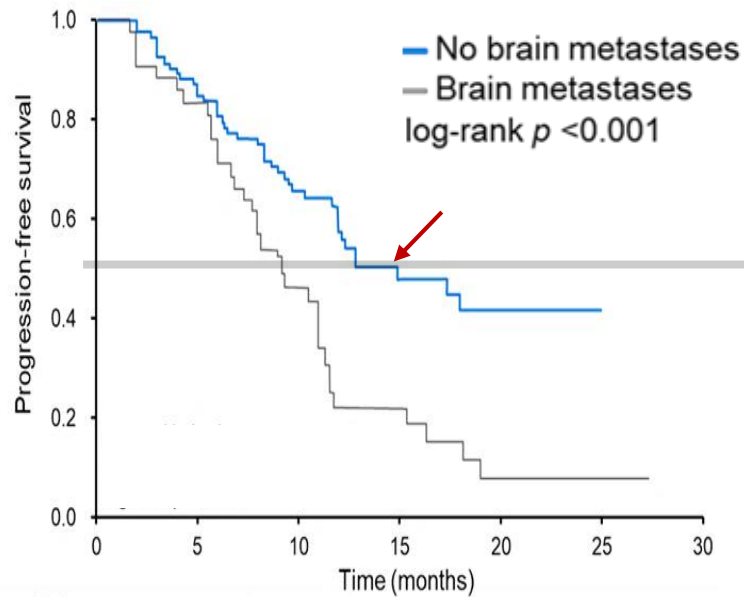 No brain metastases
Brain metastases
log-rank p <0.001
Progression-free survival
1.0
0.8
0.6
0.4
0.2
0.0
0 5 10 15 20 25 30
Time (months)